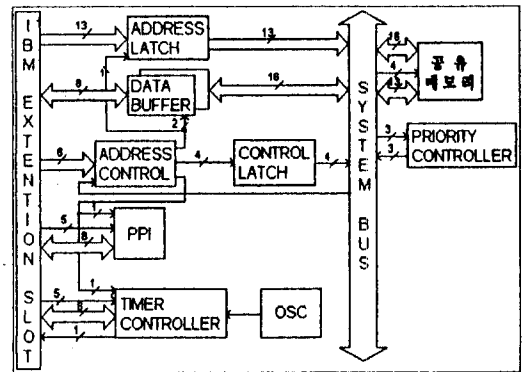 IBM EXTENTION SLOT
13
ADDRESS
LATCH
13
1
8
DATA
BUFFER
16
2
6
ADDRESS
CONTROL
4
CONTROL
LATCH
4
1
5
8
PPI
1
5
8
1
TIMER
CONTROLLER
OSC
SYSTEM BUS
16
4
13
공유
메모리
3
3
PRIORITY
CONTROLLER